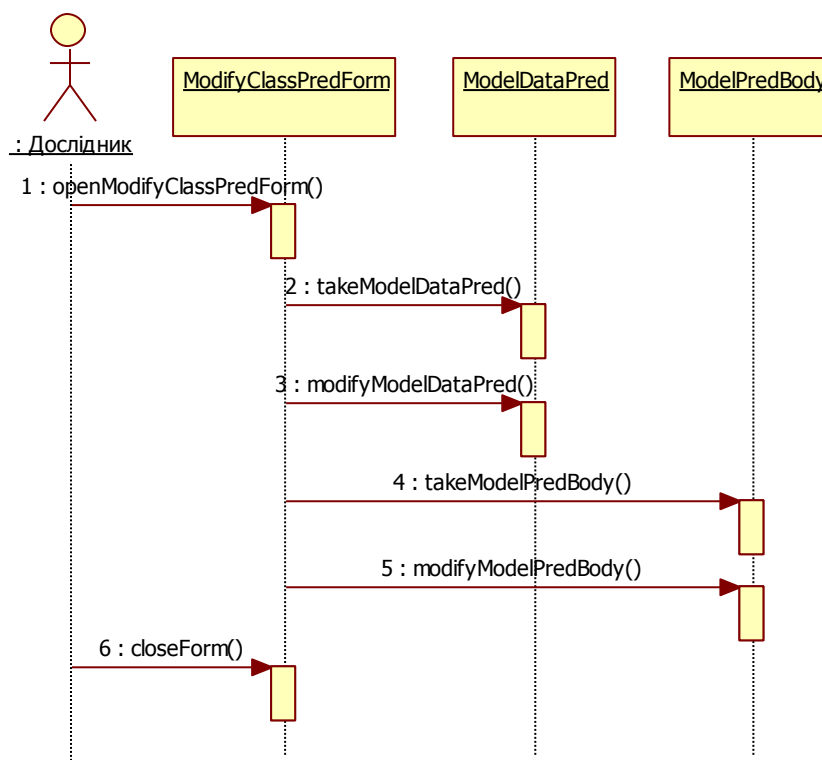 ModifyClassPredForm
ModelDataPred
ModelPredBody
: Дослідник
1 : openModifyClassPredForm()
2 : takeModelDataPred()
3 : modifyModelDataPred()
4 : takeModelPredBody()
5 : modifyModelPredBody()
6 : closeForm()